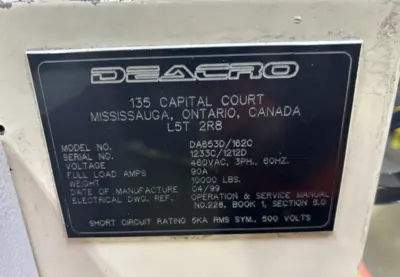 DEACRO
135 CAPITAL COURT
MISSISSAUGA, ONTARIO, CANADA
L5T 2R8
MODEL NO. DA653D/162C
SERIAL NO. 1233C/1212D
VOLTAGE 460VAC, 3PH., 60HZ.
FULL LOAD AMPS 90A
WEIGHT 10000 LBS.
DATE OF MANUFACTURE 04/99
ELECTRICAL DWG. REF. OPERATION & SERVICE MANUAL
NO.228, BOOK 1, SECTION 5.0
SHORT CIRCUIT RATING 5KA RMS SYM., 500 VOLTS